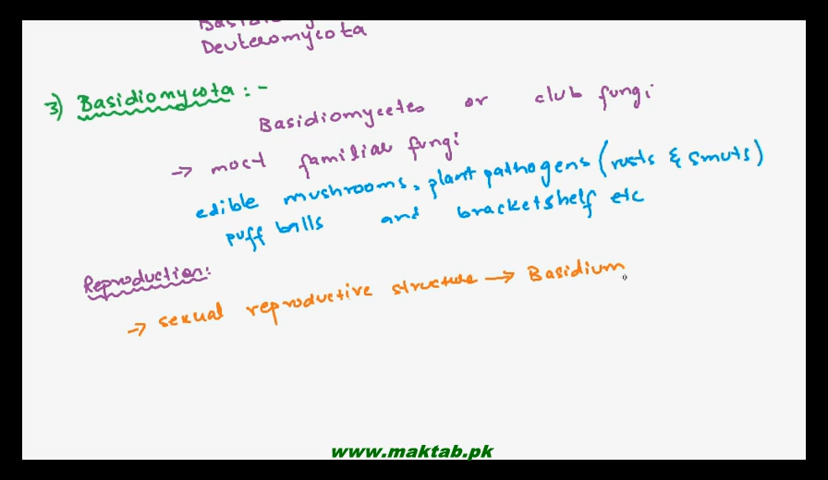 Deuteromycota
3) Basidiomycota : -
Basidiomycetes or club fungi
→ most familiar fungi
edible mushrooms, plant pathogens (rusts & smuts)
puff balls and bracketshelf etc
Reproduction:
→ sexual reproductive structure → Basidium
www.maktab.pk